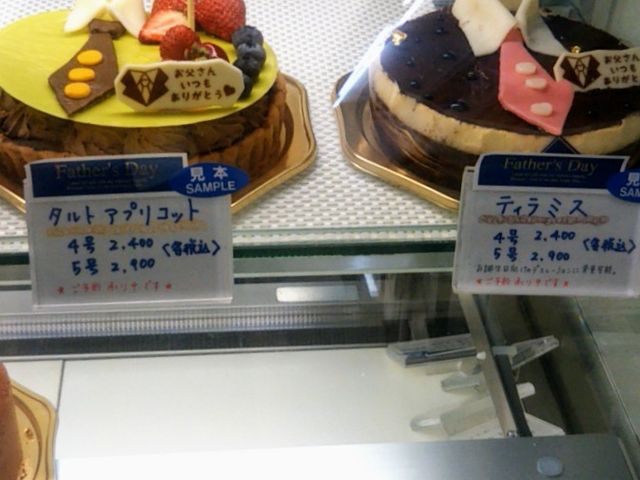 お父さん
いつも
ありがとう
Father's Day
見本
SAMPLE
タルト アプリコット
4号 2.400
5号 2.900
(各税込)
★ご予約 承り中です★
お父さん
いつも
ありがとう
Father's Day
見
SAM
ティラミス
4号 2.400
5号 2.900
(各税込)
★ご予約 承り中です★